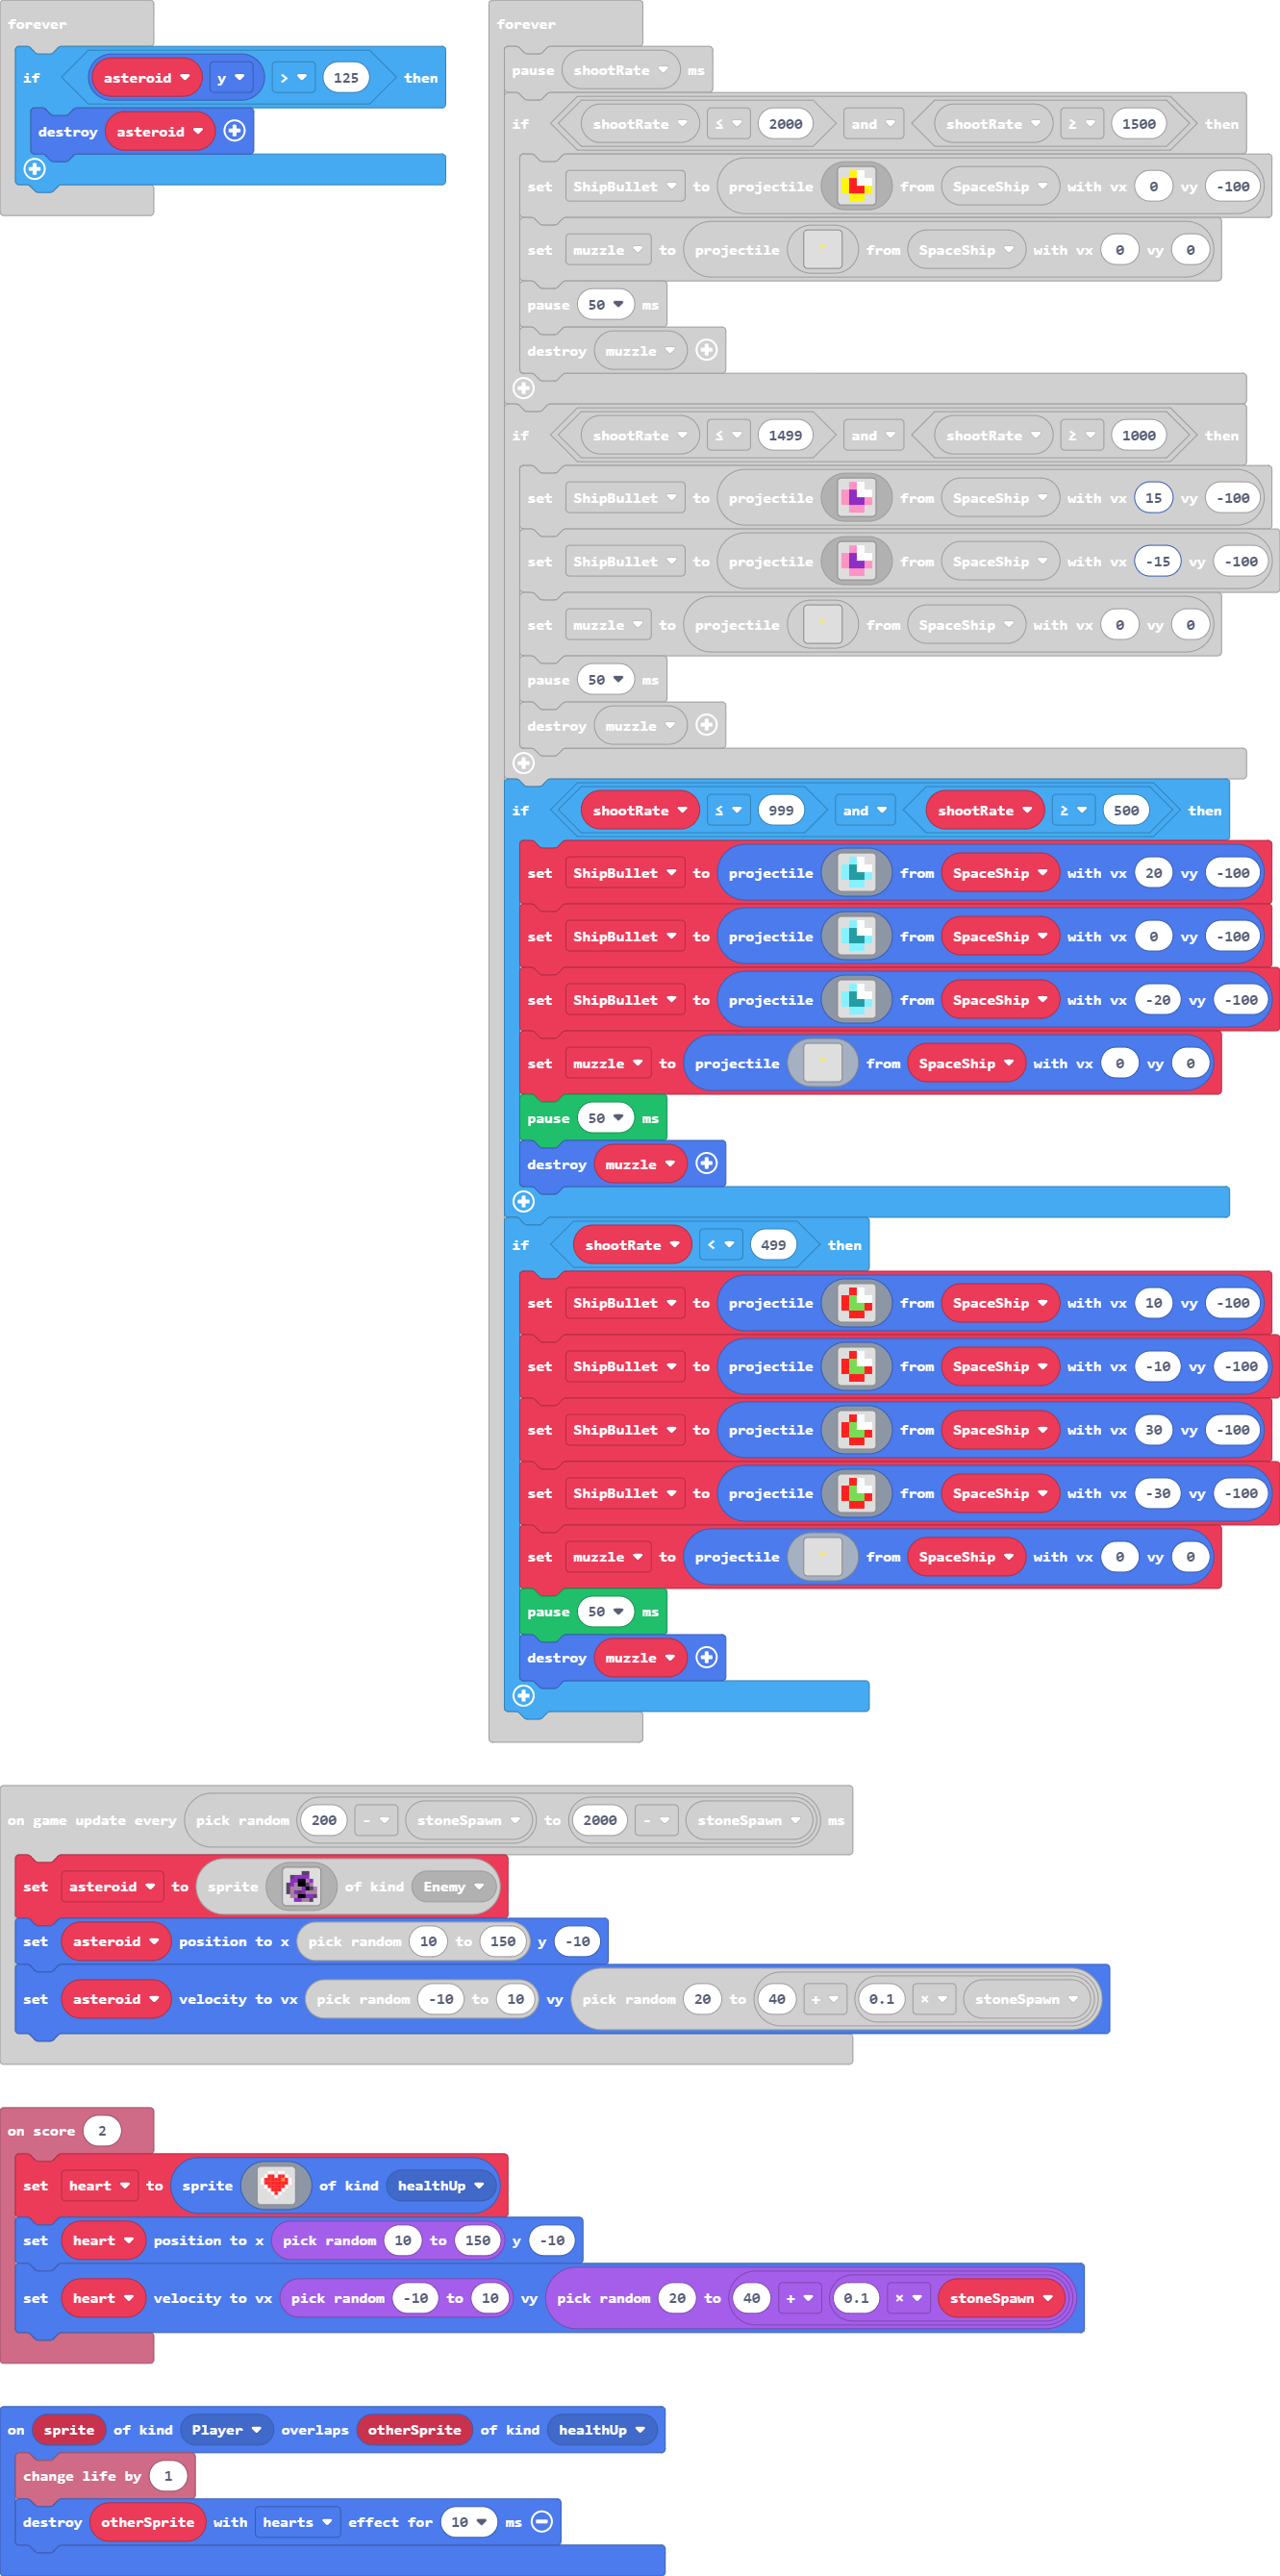 forever
if asteroid y > 125 then
destroy asteroid
forever
pause shootRate ms
if shootRate ≤ 2000 and shootRate ≥ 1500 then
set ShipBullet to projectile from SpaceShip with vx 0 vy -100
set muzzle to projectile from SpaceShip with vx 0 vy 0
pause 50 ms
destroy muzzle
if shootRate ≤ 1499 and shootRate ≥ 1000 then
set ShipBullet to projectile from SpaceShip with vx 15 vy -100
set ShipBullet to projectile from SpaceShip with vx -15 vy -100
set muzzle to projectile from SpaceShip with vx 0 vy 0
pause 50 ms
destroy muzzle
if shootRate ≤ 999 and shootRate ≥ 500 then
set ShipBullet to projectile from SpaceShip with vx 20 vy -100
set ShipBullet to projectile from SpaceShip with vx 0 vy -100
set ShipBullet to projectile from SpaceShip with vx -20 vy -100
set muzzle to projectile from SpaceShip with vx 0 vy 0
pause 50 ms
destroy muzzle
if shootRate < 499 then
set ShipBullet to projectile from SpaceShip with vx 10 vy -100
set ShipBullet to projectile from SpaceShip with vx -10 vy -100
set ShipBullet to projectile from SpaceShip with vx 30 vy -100
set ShipBullet to projectile from SpaceShip with vx -30 vy -100
set muzzle to projectile from SpaceShip with vx 0 vy 0
pause 50 ms
destroy muzzle
on game update every pick random 200 - stoneSpawn to 2000 - stoneSpawn ms
set asteroid to sprite of kind Enemy
set asteroid position to x pick random 10 to 150 y -10
set asteroid velocity to vx pick random -10 to 10 vy pick random 20 to 40 + 0.1 × stoneSpawn
on score 2
set heart to sprite of kind healthUp
set heart position to x pick random 10 to 150 y -10
set heart velocity to vx pick random -10 to 10 vy pick random 20 to 40 + 0.1 × stoneSpawn
on sprite of kind Player overlaps otherSprite of kind healthUp
change life by 1
destroy otherSprite with hearts effect for 10 ms